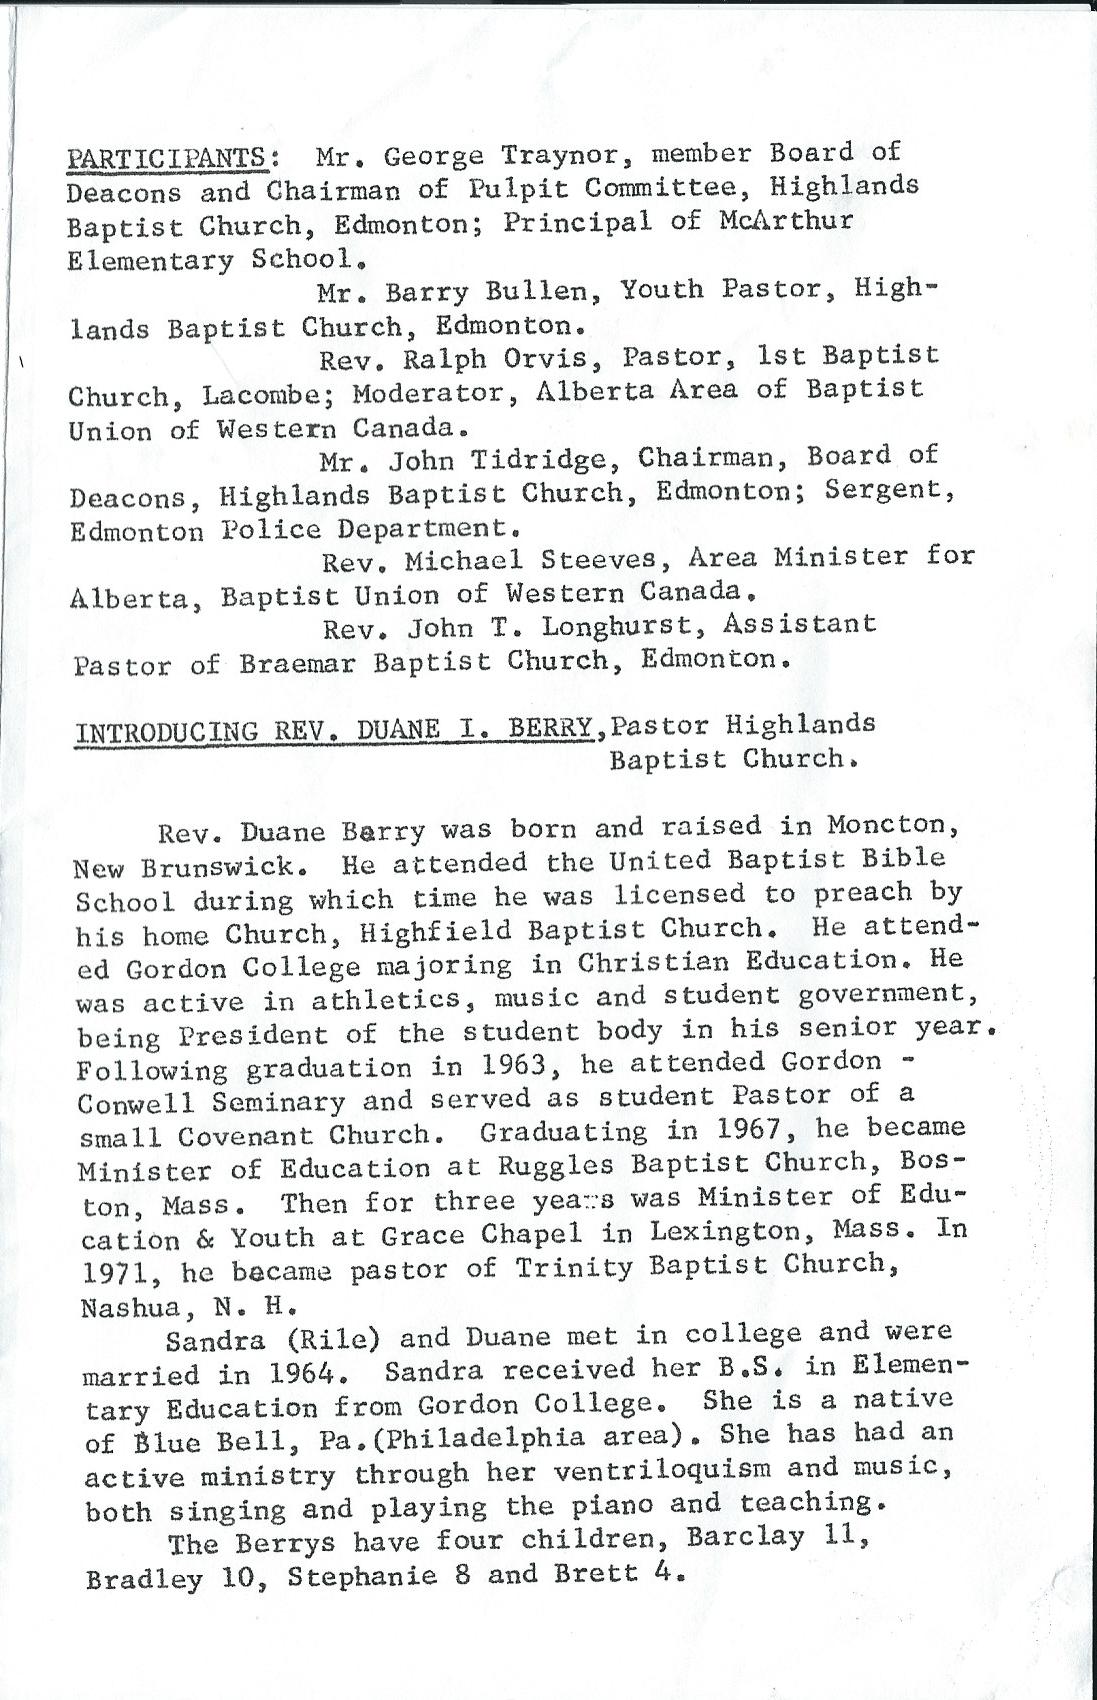 PARTICIPANTS: Mr. George Traynor, member Board of
Deacons and Chairman of Pulpit Committee, Highlands
Baptist Church, Edmonton; Principal of McArthur
Elementary School.
Mr. Barry Bullen, Youth Pastor, High-
lands Baptist Church, Edmonton.
Rev. Ralph Orvis, Pastor, 1st Baptist
Church, Lacombe; Moderator, Alberta Area of Baptist
Union of Western Canada.
Mr. John Tidridge, Chairman, Board of
Deacons, Highlands Baptist Church, Edmonton; Sergent,
Edmonton Police Department.
Rev. Michael Steeves, Area Minister for
Alberta, Baptist Union of Western Canada.
Rev. John T. Longhurst, Assistant
Pastor of Braemar Baptist Church, Edmonton.
INTRODUCING REV. DUANE I. BERRY, Pastor Highlands
Baptist Church.
Rev. Duane Berry was born and raised in Moncton,
New Brunswick. He attended the United Baptist Bible
School during which time he was licensed to preach by
his home Church, Highfield Baptist Church. He attend-
ed Gordon College majoring in Christian Education. He
was active in athletics, music and student government,
being President of the student body in his senior year.
Following graduation in 1963, he attended Gordon -
Conwell Seminary and served as student Pastor of a
small Covenant Church. Graduating in 1967, he became
Minister of Education at Ruggles Baptist Church, Bos-
ton, Mass. Then for three years was Minister of Edu-
cation & Youth at Grace Chapel in Lexington, Mass. In
1971, he became pastor of Trinity Baptist Church,
Nashua, N. H.
Sandra (Rile) and Duane met in college and were
married in 1964. Sandra received her B.S. in Elemen-
tary Education from Gordon College. She is a native
of Blue Bell, Pa.(Philadelphia area). She has had an
active ministry through her ventriloquism and music,
both singing and playing the piano and teaching.
The Berrys have four children, Barclay 11,
Bradley 10, Stephanie 8 and Brett 4.